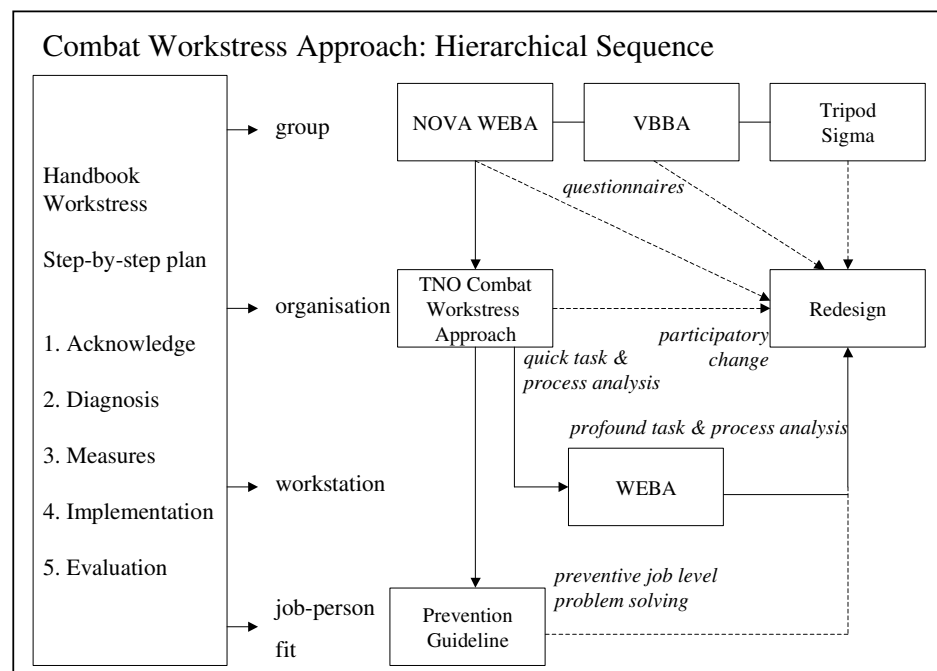 Combat Workstress Approach: Hierarchical Sequence
Handbook
Workstress
Step-by-step plan
1. Acknowledge
2. Diagnosis
3. Measures
4. Implementation
5. Evaluation
group
organisation
workstation
job-person
fit
NOVA WEBA
VBBA
Tripod
Sigma
questionnaires
TNO Combat
Workstress
Approach
Redesign
participatory
change
quick task &
process analysis
profound task & process analysis
WEBA
preventive job level
problem solving
Prevention
Guideline